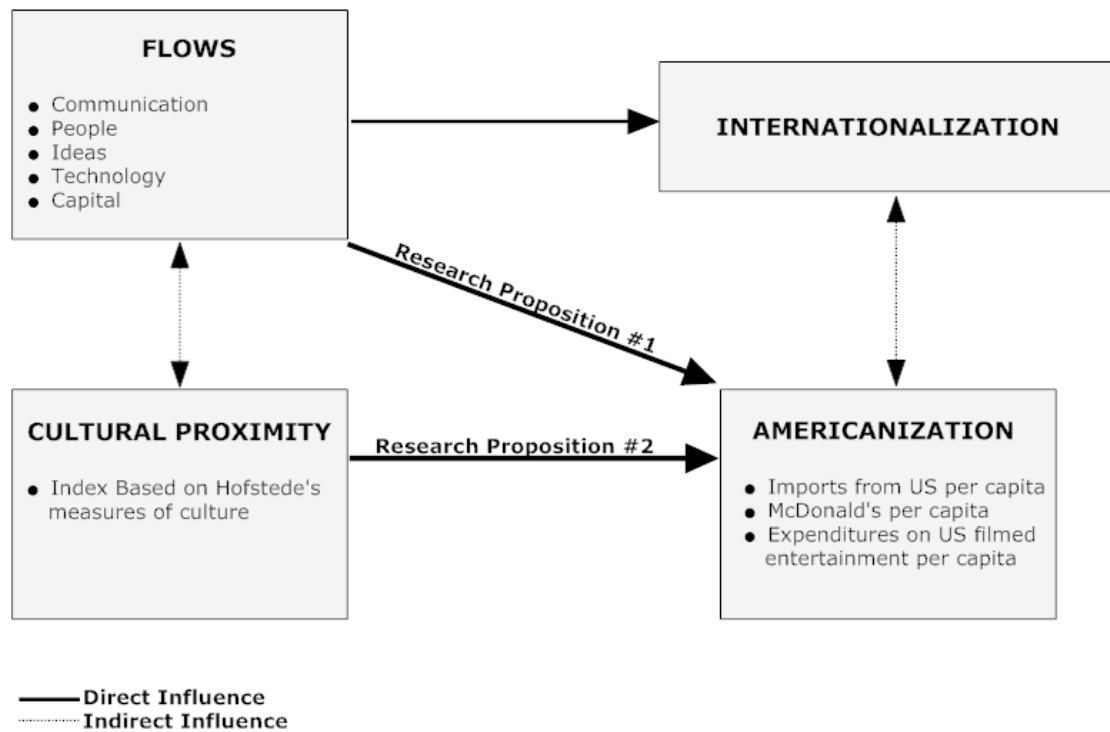 FLOWS
● Communication
● People
● Ideas
● Technology
● Capital
INTERNATIONALIZATION
Research Proposition #1
CULTURAL PROXIMITY
● Index Based on Hofstede's
measures of culture
Research Proposition #2
AMERICANIZATION
● Imports from US per capita
● McDonald's per capita
● Expenditures on US filmed
entertainment per capita
Direct Influence
Indirect Influence